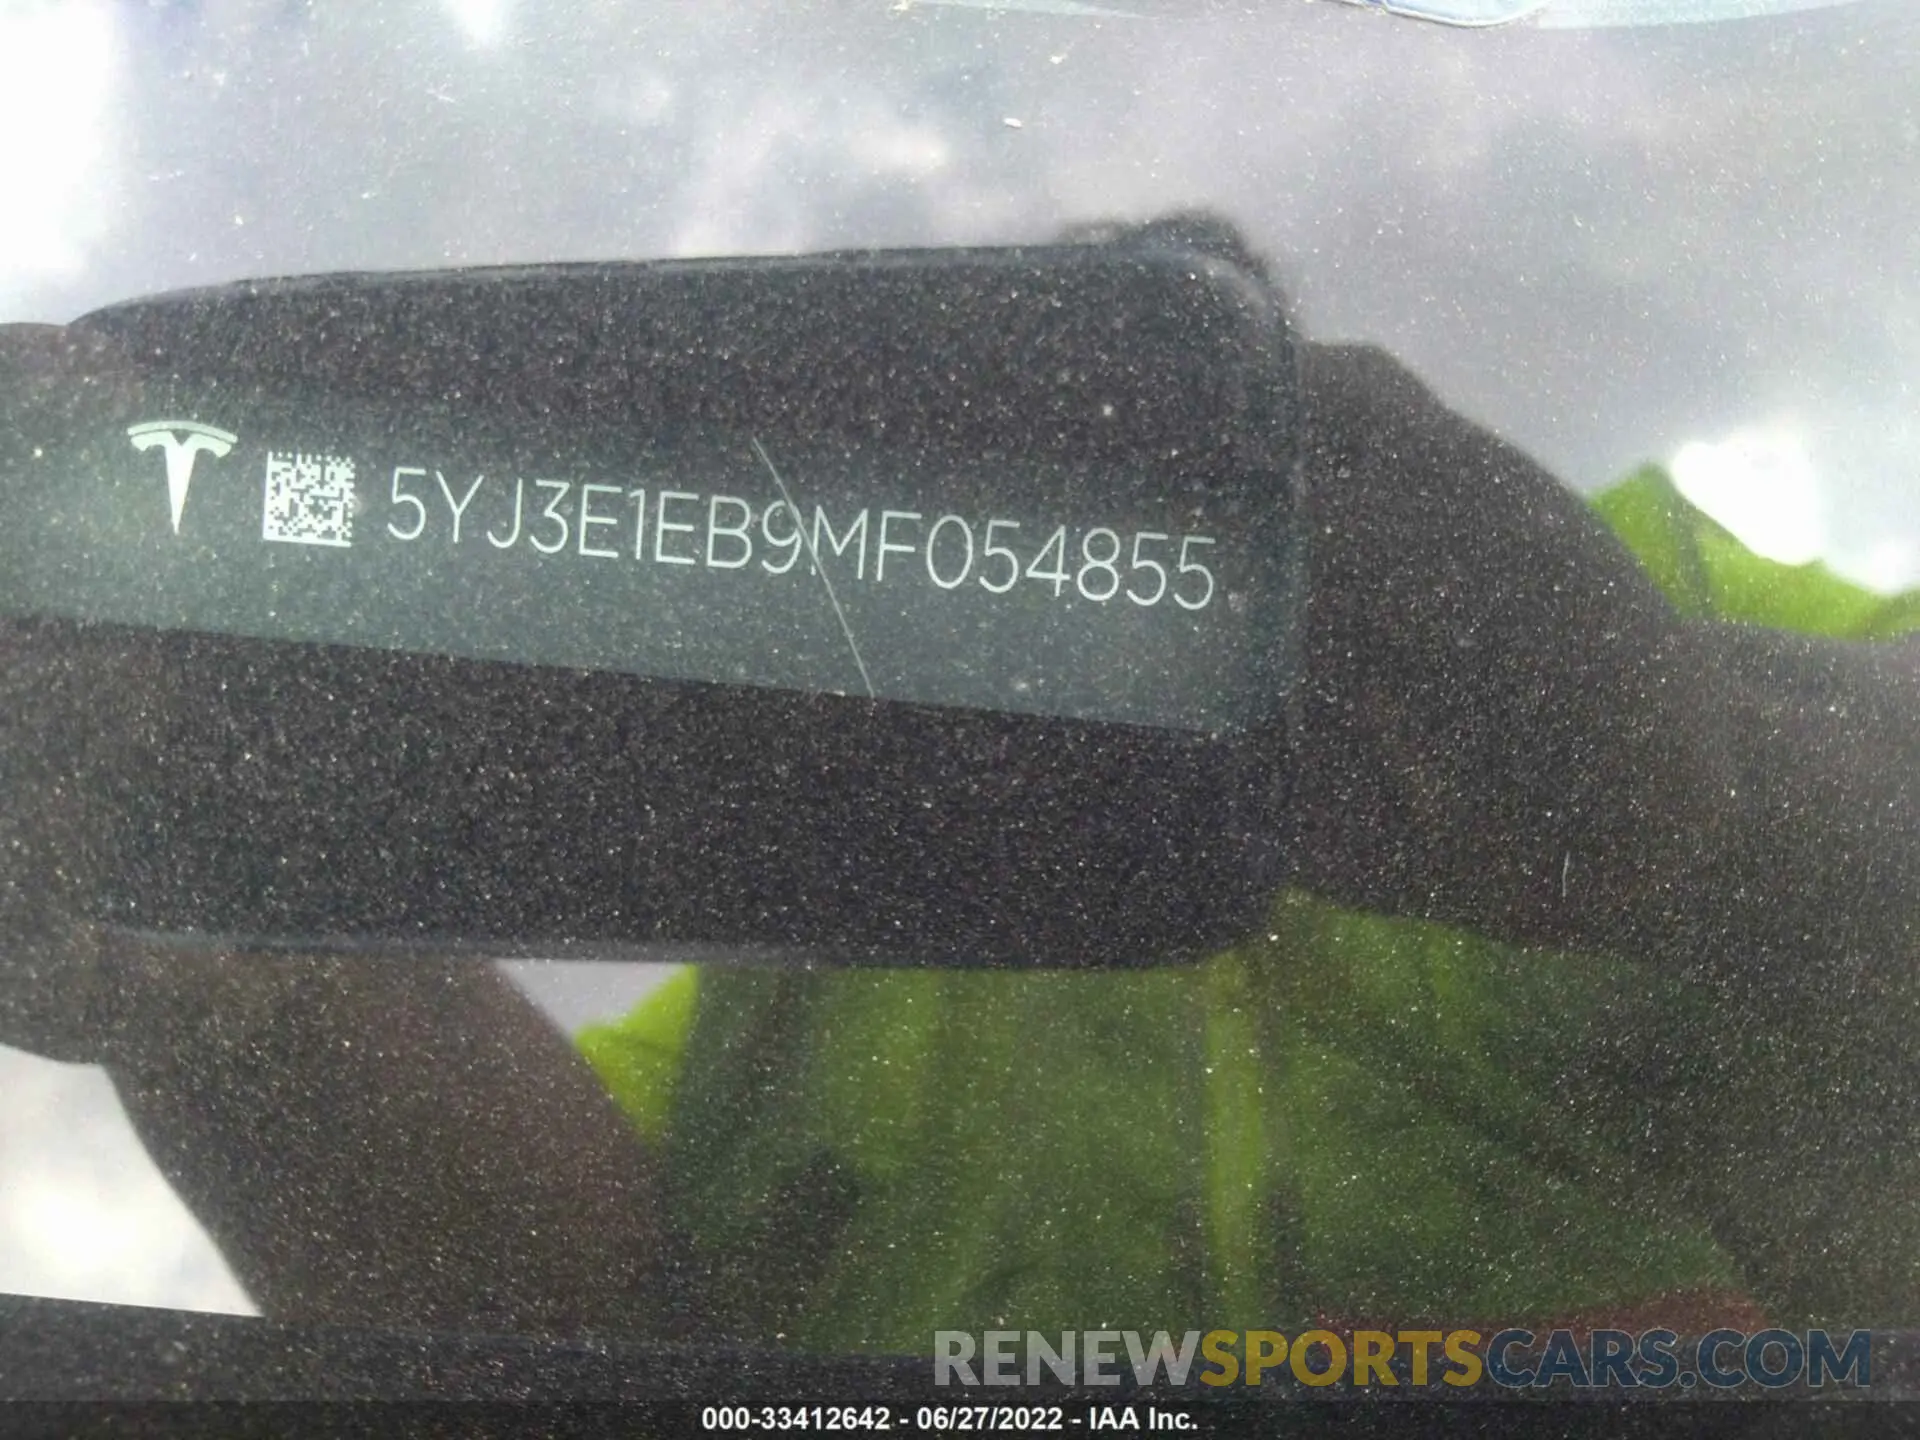 5YJ3E1EB9MF054855
RENEWSPORTSCARS.COM
000-33412642 - 06/27/2022 - IAA Inc.